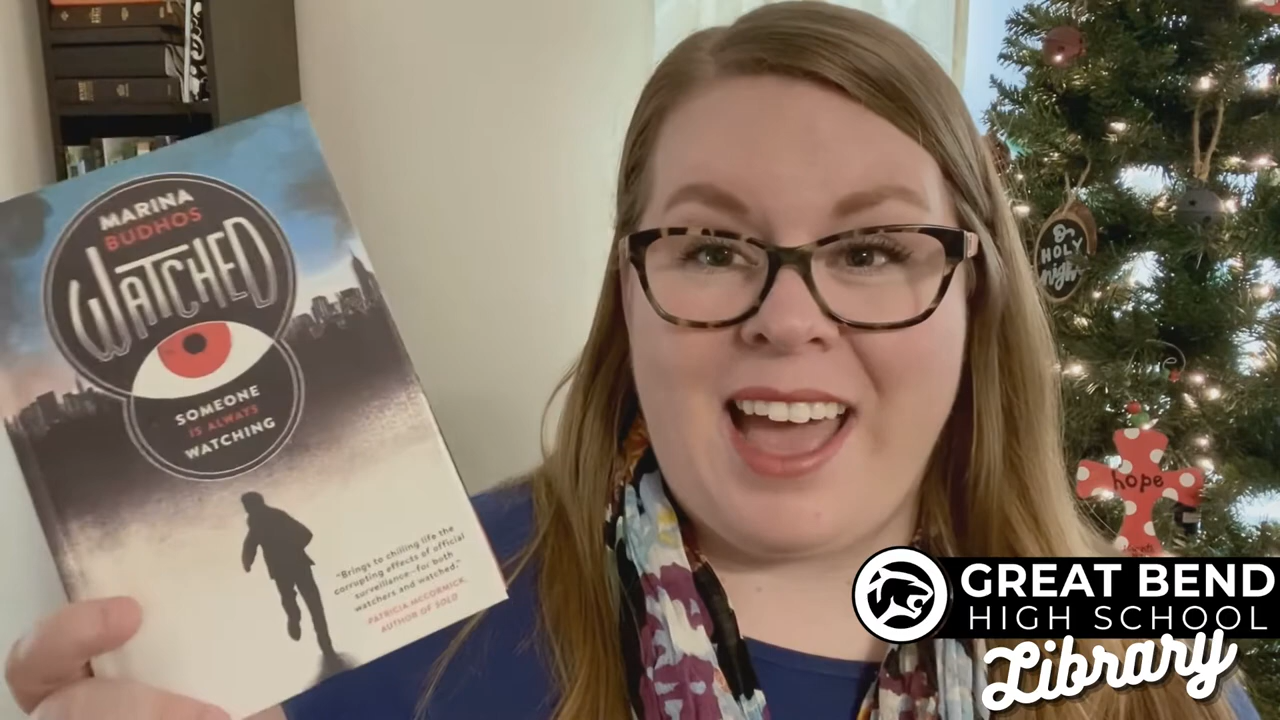 MARINA
BUDHOS
WATCHED
SOMEONE
IS ALWAYS
WATCHING
"Brings to chilling life the
corrupting effects of official
surveillance—for both
watchers and watched."
PATRICIA MCCORMICK,
AUTHOR OF SOLD
O
HOLY
night
hope
GREAT BEND
HIGH SCHOOL
Library